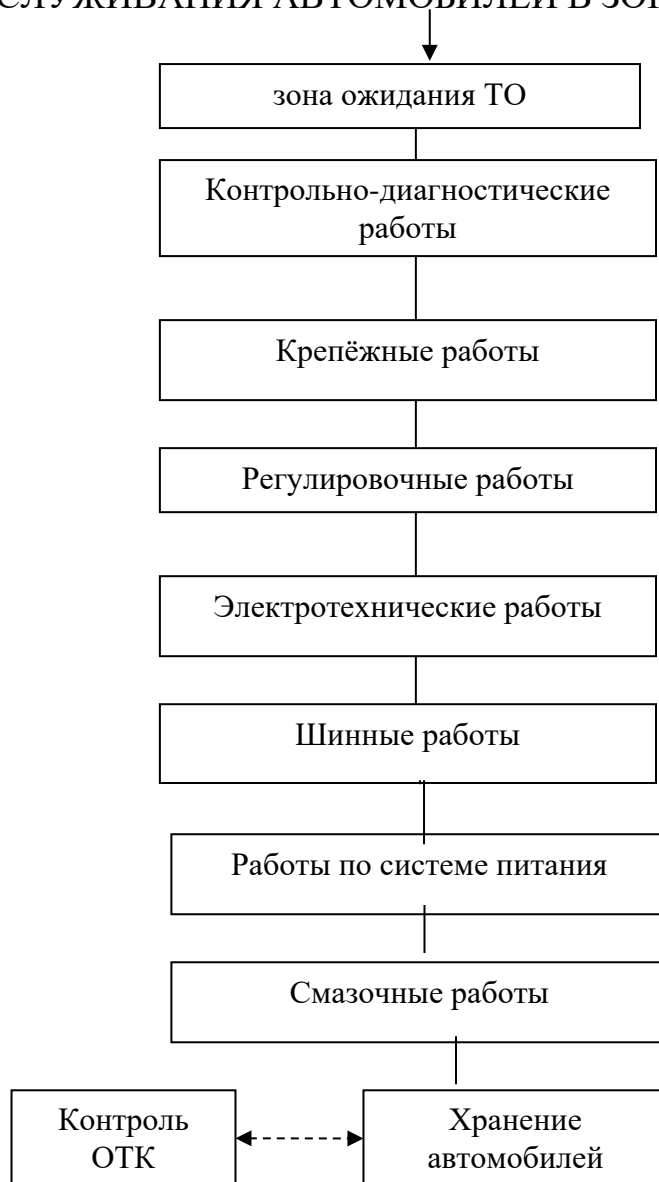 СЛУЖИВАНИЯ АВТОМОБИЛЕЙ В ЗОН
зона ожидания ТО
Контрольно-диагностические
работы
Крепёжные работы
Регулировочные работы
Электротехнические работы
Шинные работы
Работы по системе питания
Смазочные работы
Контроль
ОТК
Хранение
автомобилей